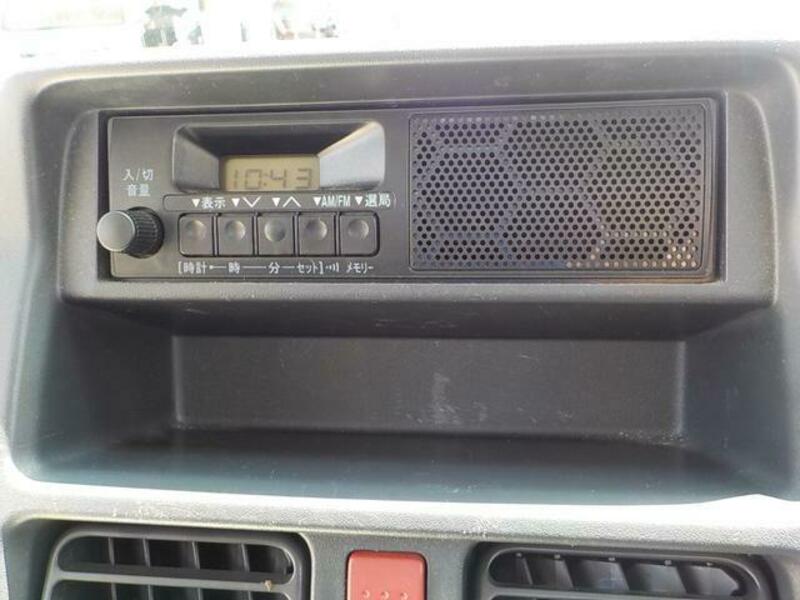 10:43
入/切
音量
▼表示 ▼﹀ ▼︿ ▼AM/FM ▼選局
[時計•─時──分─セット]•))) メモリー